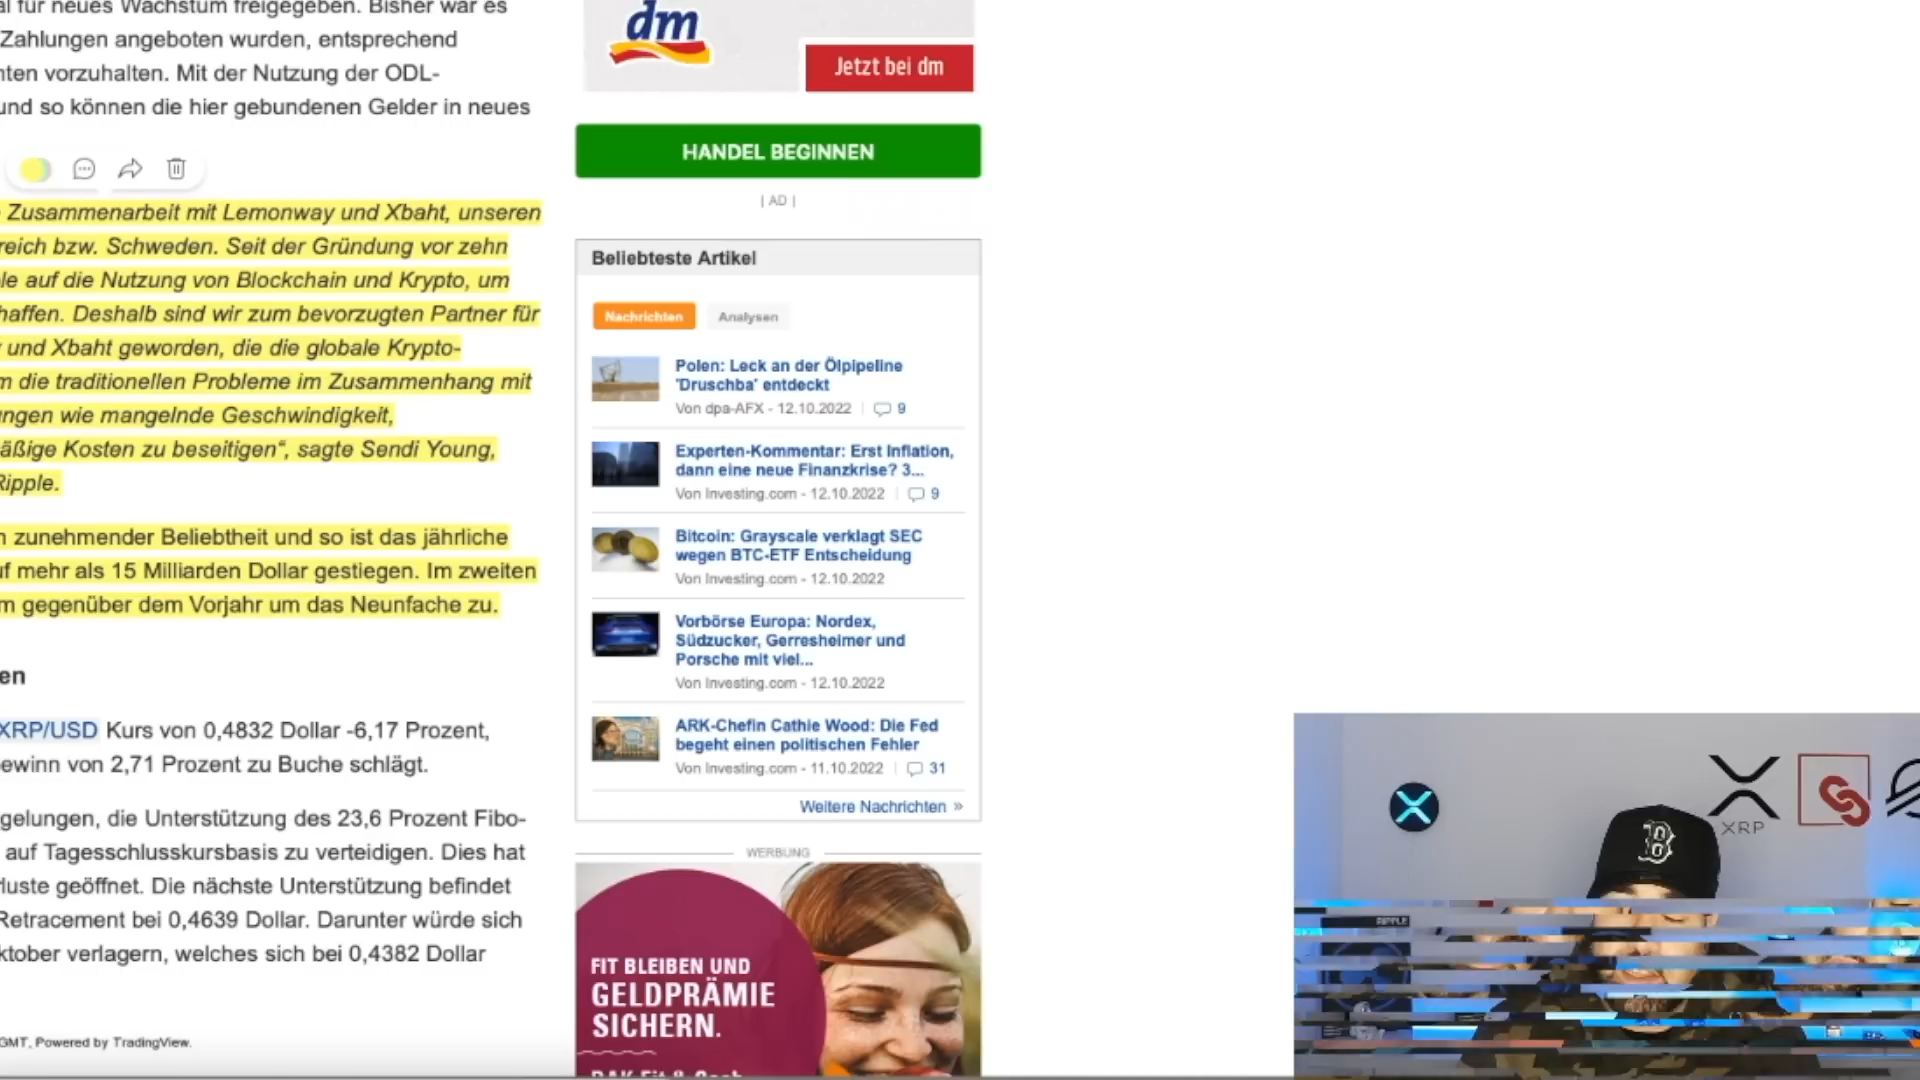 al für neues Wachstum freigegeben. Bisher war es
Zahlungen angeboten wurden, entsprechend
nten vorzuhalten. Mit der Nutzung der ODL-
und so können die hier gebundenen Gelder in neues
Zusammenarbeit mit Lemonway und Xbaht, unseren
reich bzw. Schweden. Seit der Gründung vor zehn
le auf die Nutzung von Blockchain und Krypto, um
haffen. Deshalb sind wir zum bevorzugten Partner für
und Xbaht geworden, die die globale Krypto-
m die traditionellen Probleme im Zusammenhang mit
ungen wie mangelnde Geschwindigkeit,
äßige Kosten zu beseitigen“, sagte Sendi Young,
Ripple.
n zunehmender Beliebtheit und so ist das jährliche
uf mehr als 15 Milliarden Dollar gestiegen. Im zweiten
m gegenüber dem Vorjahr um das Neunfache zu.
en
XRP/USD Kurs von 0,4832 Dollar -6,17 Prozent,
ewinn von 2,71 Prozent zu Buche schlägt.
gelungen, die Unterstützung des 23,6 Prozent Fibo-
auf Tagesschlusskursbasis zu verteidigen. Dies hat
rluste geöffnet. Die nächste Unterstützung befindet
Retracement bei 0,4639 Dollar. Darunter würde sich
ktober verlagern, welches sich bei 0,4382 Dollar
GMT, Powered by TradingView.
dm
Jetzt bei dm
HANDEL BEGINNEN
| AD |
Beliebteste Artikel
Nachrichten Analysen
Polen: Leck an der Ölpipeline
'Druschba' entdeckt
Von dpa-AFX - 12.10.2022 | 9
Experten-Kommentar: Erst Inflation,
dann eine neue Finanzkrise? 3...
Von Investing.com - 12.10.2022 | 9
Bitcoin: Grayscale verklagt SEC
wegen BTC-ETF Entscheidung
Von Investing.com - 12.10.2022
Vorbörse Europa: Nordex,
Südzucker, Gerresheimer und
Porsche mit viel...
Von Investing.com - 12.10.2022
ARK-Chefin Cathie Wood: Die Fed
begeht einen politischen Fehler
Von Investing.com - 11.10.2022 | 31
Weitere Nachrichten »
WERBUNG
FIT BLEIBEN UND
GELDPRÄMIE
SICHERN.
XRP
B
RIPPLE